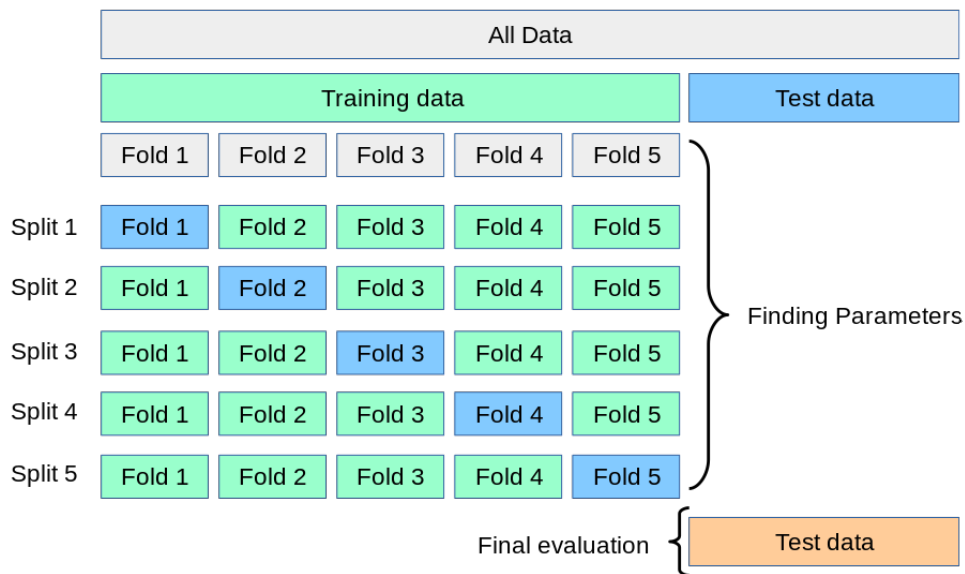 All Data
Training data Test data
Fold 1 Fold 2 Fold 3 Fold 4 Fold 5
Split 1 Fold 1 Fold 2 Fold 3 Fold 4 Fold 5
Split 2 Fold 1 Fold 2 Fold 3 Fold 4 Fold 5
Finding Parameters
Split 3 Fold 1 Fold 2 Fold 3 Fold 4 Fold 5
Split 4 Fold 1 Fold 2 Fold 3 Fold 4 Fold 5
Split 5 Fold 1 Fold 2 Fold 3 Fold 4 Fold 5
Final evaluation Test data